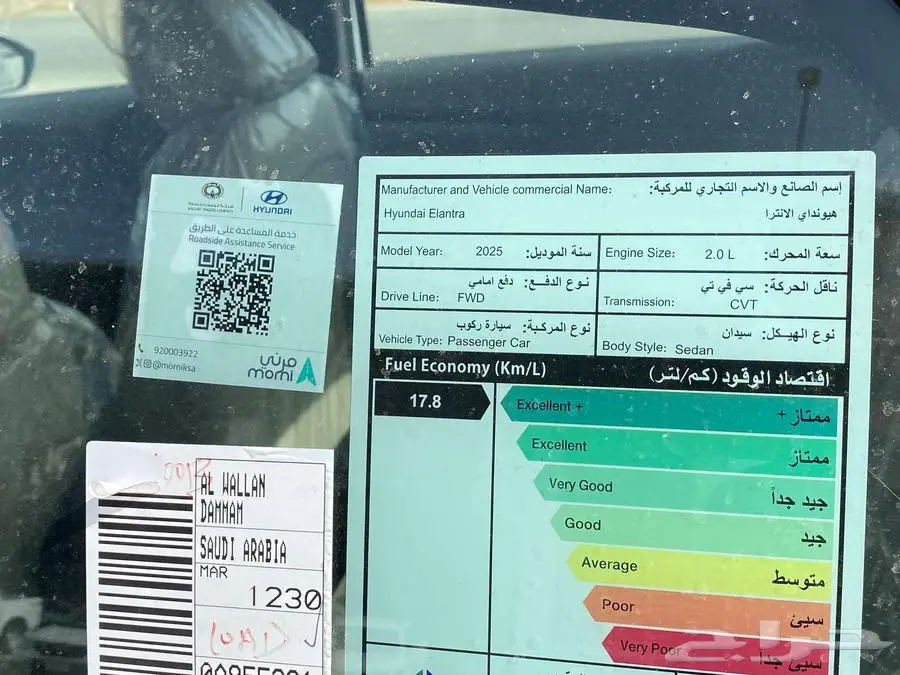 HYUNDAI
خدمة المساعدة على الطريق
Roadside Assistance Service
920003922
@morniksa
مرني
morni
AL WALLAN
DAMMAM
SAUDI ARABIA
MAR
1230
Manufacturer and Vehicle commercial Name:
إسم الصانع والاسم التجاري للمركبة:
Hyundai Elantra
هيونداي الانترا
Model Year: 2025 سنة الموديل:
Engine Size: 2.0 L سعة المحرك:
نوع الدفع: دفع امامي
Drive Line: FWD
ناقل الحركة: سي في تي
Transmission: CVT
نوع المركبة: سيارة ركوب
Vehicle Type: Passenger Car
نوع الهيكل: سيدان
Body Style: Sedan
Fuel Economy (Km/L)
اقتصاد الوقود (كم/لتر)
17.8
Excellent + ممتاز +
Excellent ممتاز
Very Good جيد جداً
Good جيد
Average متوسط
Poor سيئ
Very Poor سيئ جداً
حراج